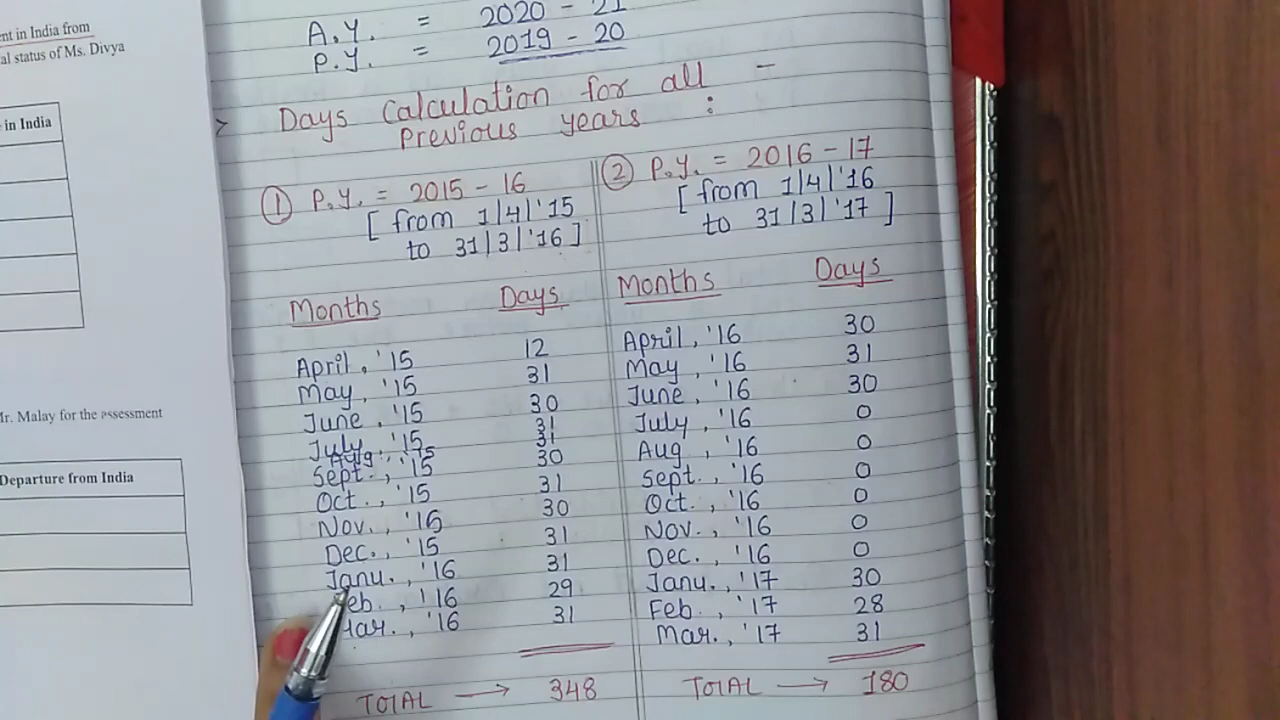 ent in India from
al status of Ms. Divya
in India
Mr. Malay for the assessment
Departure from India
A.Y. = 2020 - 21
P.Y. = 2019 - 20
> Days Calculation for all -
Previous years :
① P.Y. = 2015 - 16
[from 1/4/'15
to 31/3/'16]
Months Days
April, '15 12
May, '15 31
June, '15 30
July, '15 31
Aug., '15 31
Sept., '15 30
Oct., '15 31
Nov., '15 30
Dec., '15 31
Janu., '16 31
Feb., '16 29
Mar., '16 31
TOTAL → 348
② P.Y. = 2016 - 17
[from 1/4/'16
to 31/3/'17]
Months Days
April, '16 30
May, '16 31
June, '16 30
July, '16 0
Aug, '16 0
Sept., '16 0
Oct., '16 0
Nov., '16 0
Dec., '16 0
Janu., '17 30
Feb., '17 28
Mar., '17 31
TOTAL → 180